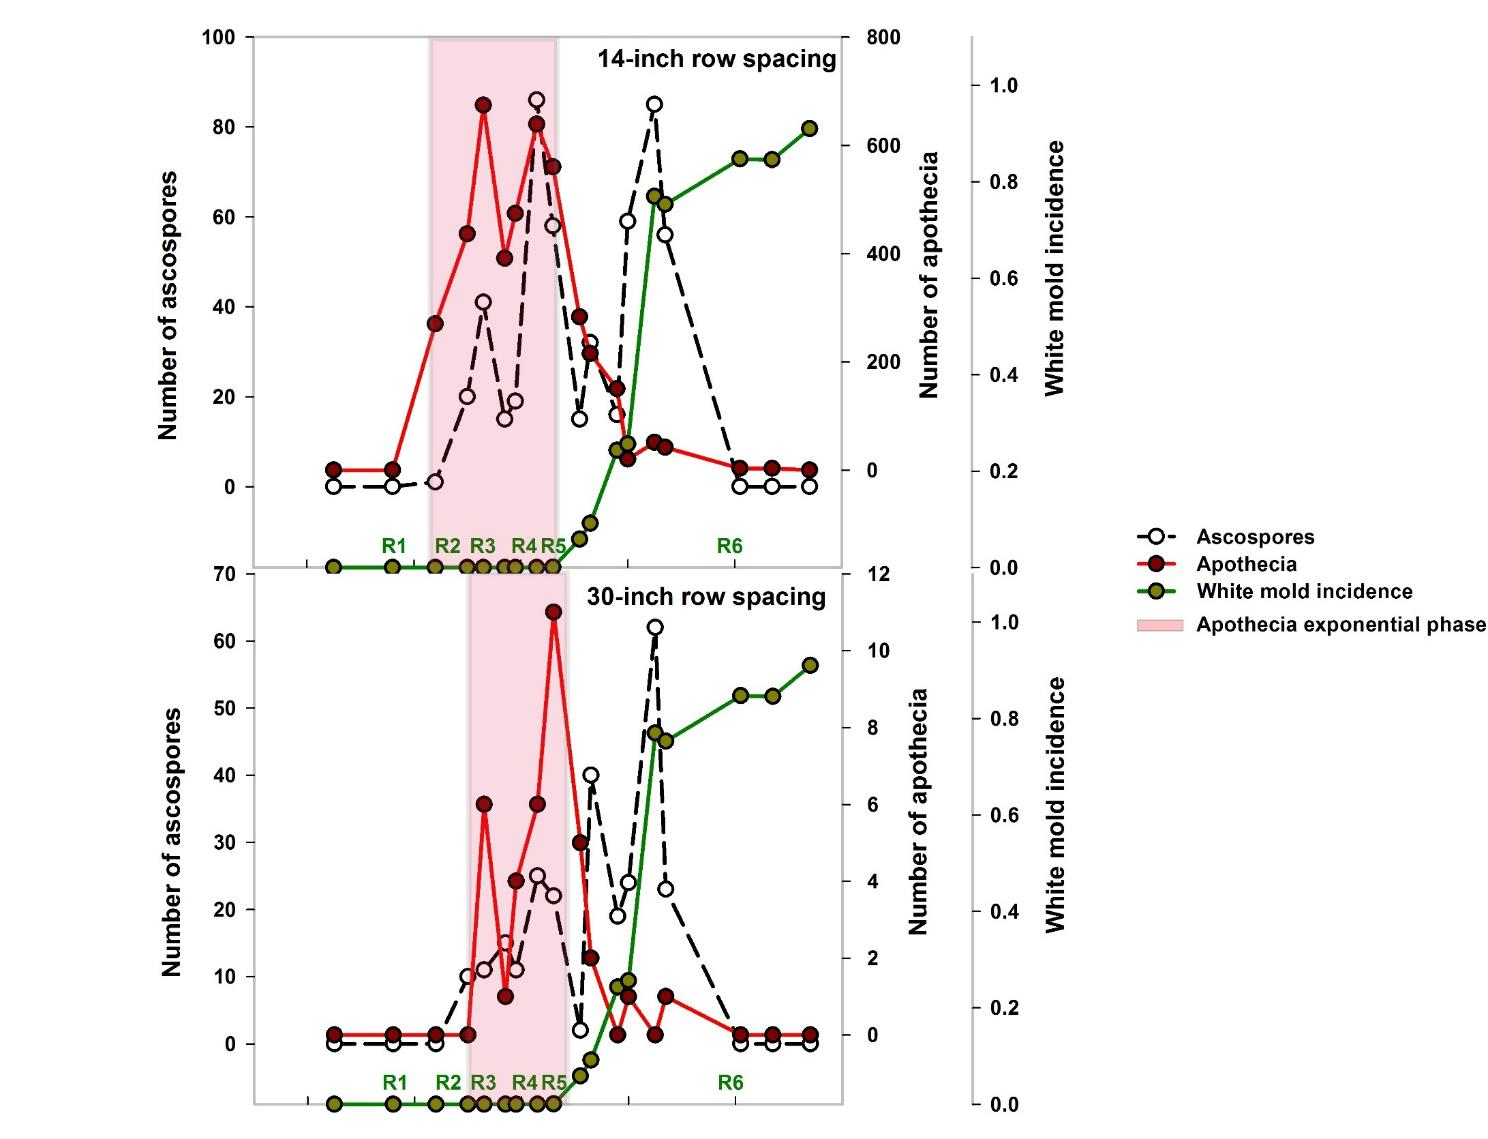 14-inch row spacing
Number of ascospores
100
80
60
40
20
0
Number of apothecia
800
600
400
200
0
White mold incidence
1.0
0.8
0.6
0.4
0.2
0.0
R1 R2 R3 R4 R5 R6
30-inch row spacing
Number of ascospores
70
60
50
40
30
20
10
0
Number of apothecia
12
10
8
6
4
2
0
White mold incidence
1.0
0.8
0.6
0.4
0.2
0.0
R1 R2 R3 R4 R5 R6
Ascospores
Apothecia
White mold incidence
Apothecia exponential phase